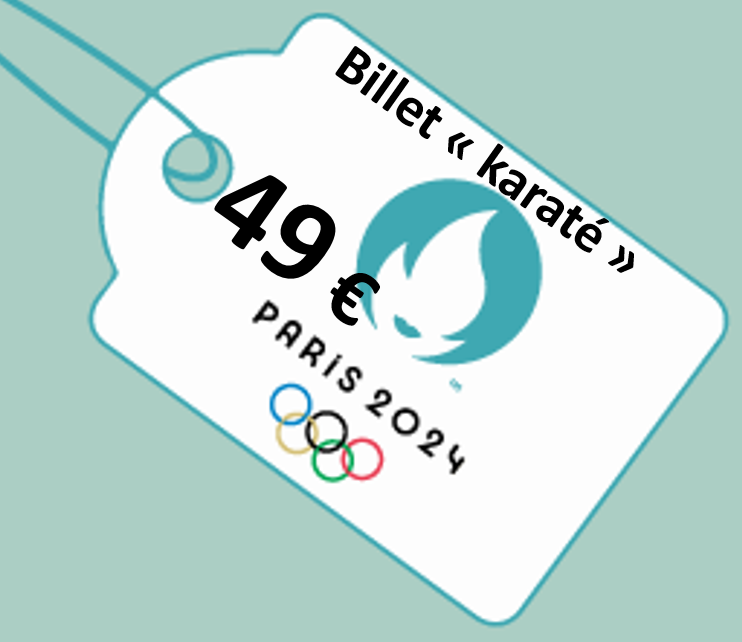 Billet « karaté »
49 €
PARiS 2024